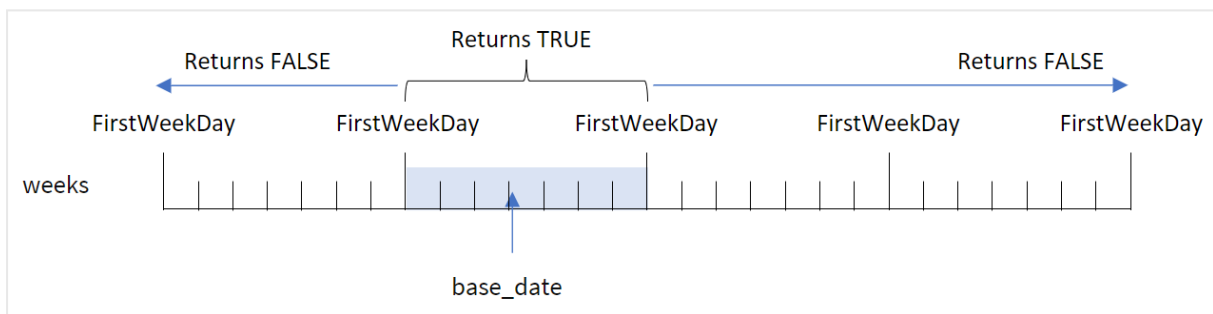 Returns TRUE
Returns FALSE Returns FALSE
FirstWeekDay FirstWeekDay FirstWeekDay FirstWeekDay FirstWeekDay
weeks
base_date